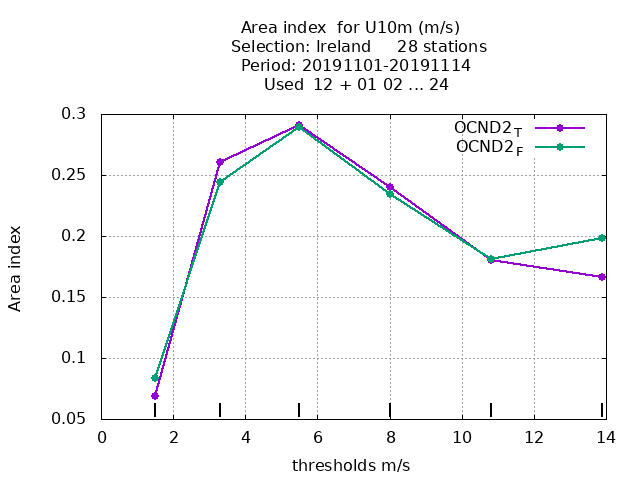 Area index  for U10m (m/s)
Selection: Ireland     28 stations
Period: 20191101-20191114
Used  12 + 01 02 ... 24
OCND2T
OCND2F
0.3
0.25
0.2
0.15
0.1
0.05
Area index
0 2 4 6 8 10 12 14
thresholds m/s